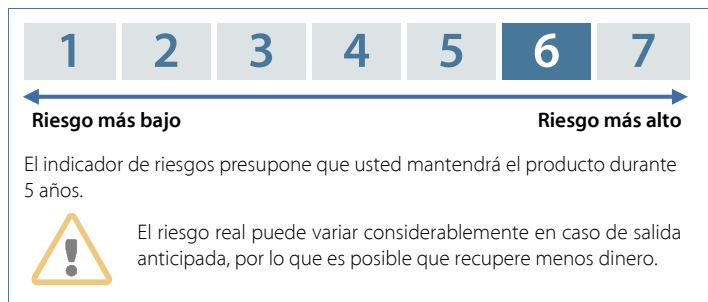 1 2 3 4 5 6 7
Riesgo más bajo Riesgo más alto
El indicador de riesgos presupone que usted mantendrá el producto durante
5 años.
El riesgo real puede variar considerablemente en caso de salida
anticipada, por lo que es posible que recupere menos dinero.